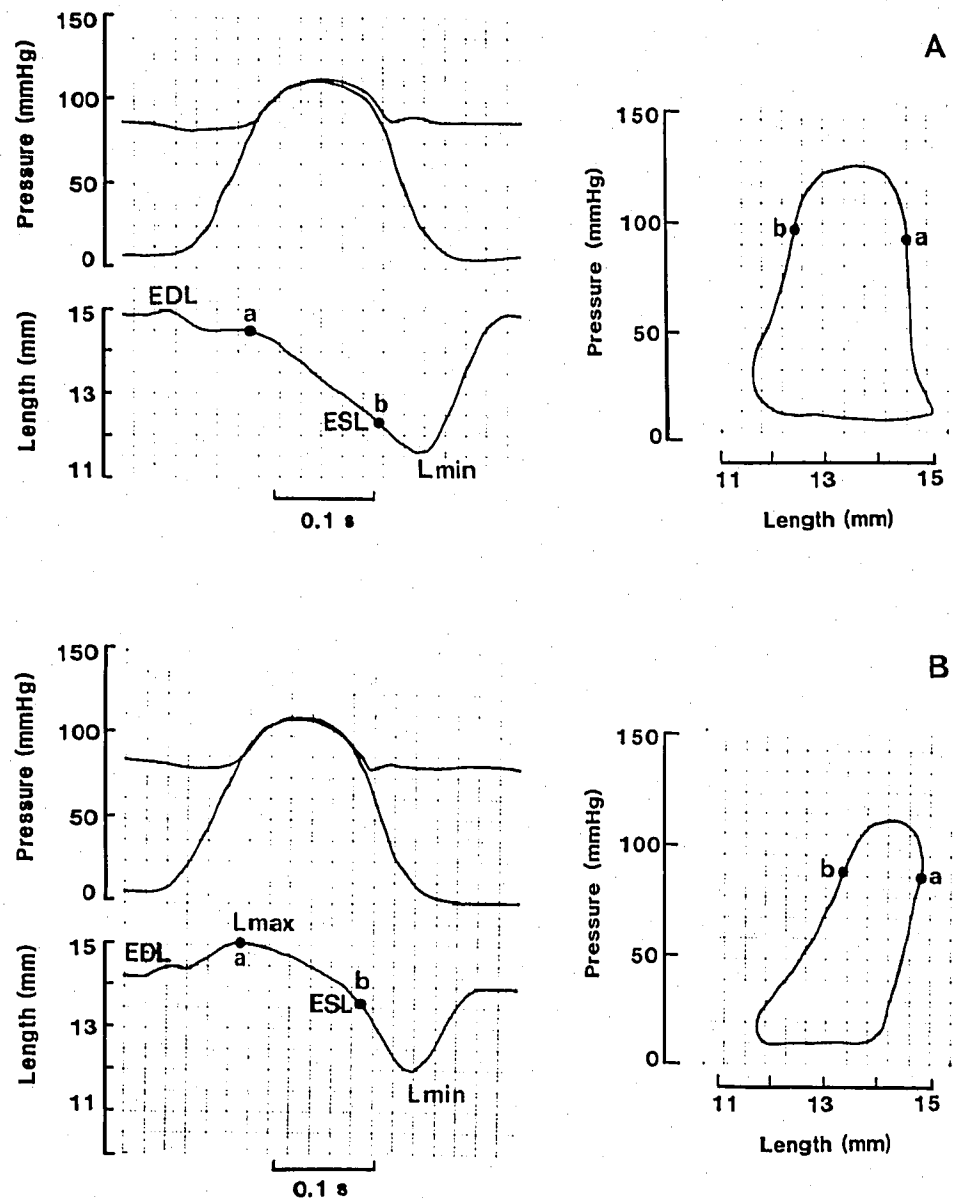 A
Pressure (mmHg)
150
100
50
0
Length (mm)
15
13
11
EDL
a
b
ESL
Lmin
0.1 s
Pressure (mmHg)
150
100
50
0
b
a
11 13 15
Length (mm)
B
Pressure (mmHg)
150
100
50
0
Length (mm)
15
13
11
EDL
Lmax
a
b
ESL
Lmin
0.1 s
Pressure (mmHg)
150
100
50
0
b
a
11 13 15
Length (mm)